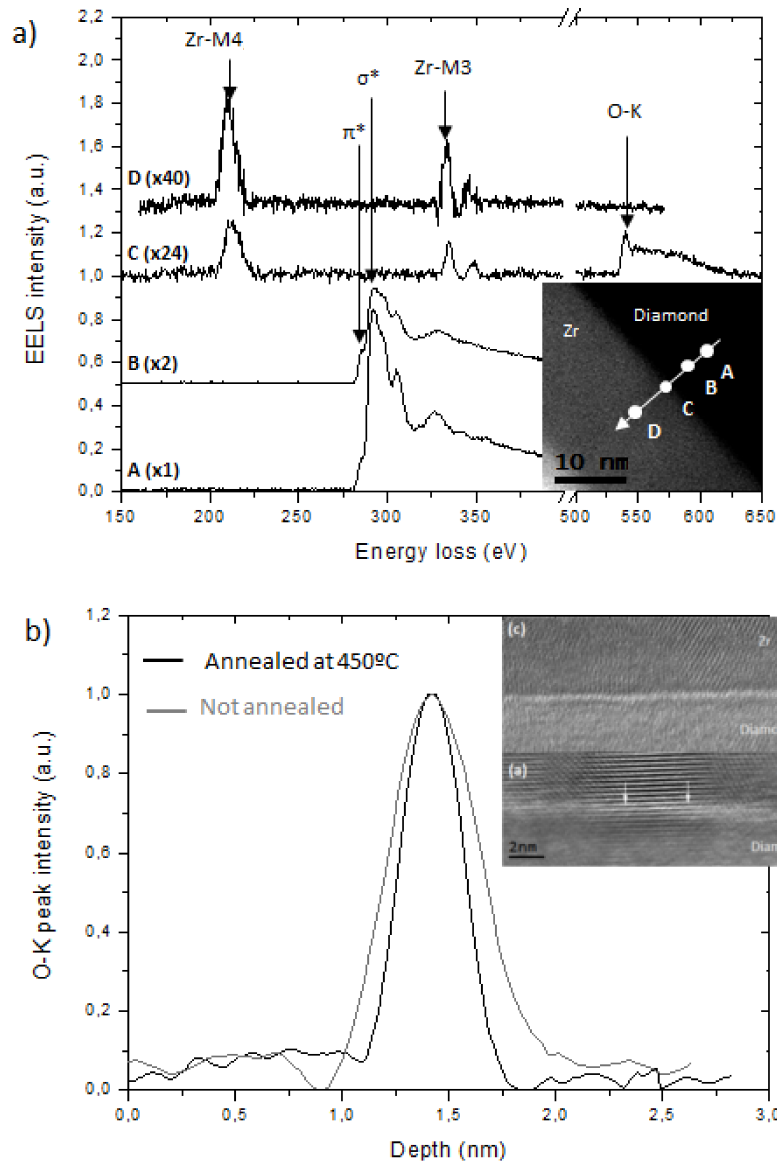 a)
2,2
2,0
1,8
1,6
1,4
1,2
1,0
0,8
0,6
0,4
0,2
0,0
EELS intensity (a.u.)
Zr-M4
σ*
π*
Zr-M3
O-K
D (x40)
C (x24)
B (x2)
A (x1)
Zr
Diamond
A
B
C
D
10 nm
150 200 250 300 350 500 550 600 650
Energy loss (eV)
b)
1,2
1,0
0,8
0,6
0,4
0,2
0,0
O-K peak intensity (a.u.)
Annealed at 450ºC
Not annealed
(c)
Zr
Diamo
(a)
2nm
Diam
0,0 0,5 1,0 1,5 2,0 2,5 3,0
Depth (nm)